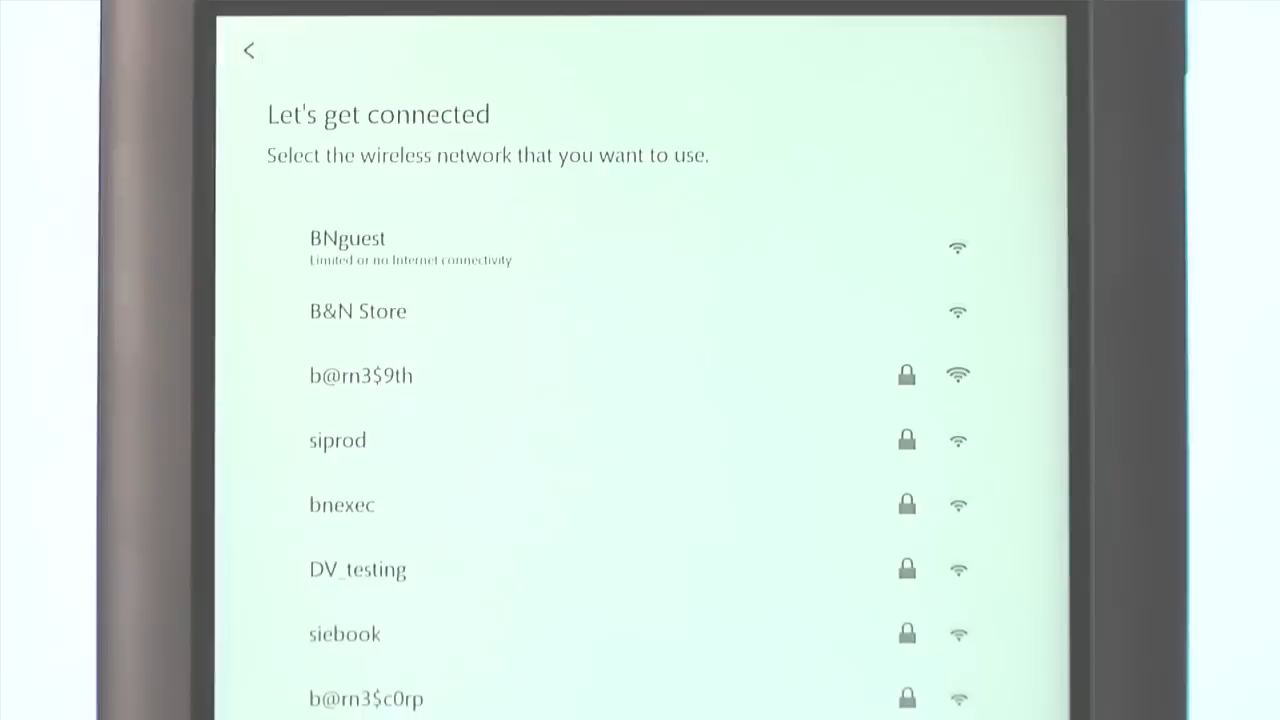 Let's get connected
Select the wireless network that you want to use.
BNguest
Limited or no Internet connectivity
B&N Store
b@rn3$9th
siprod
bnexec
DV_testing
siebook
b@rn3$c0rp